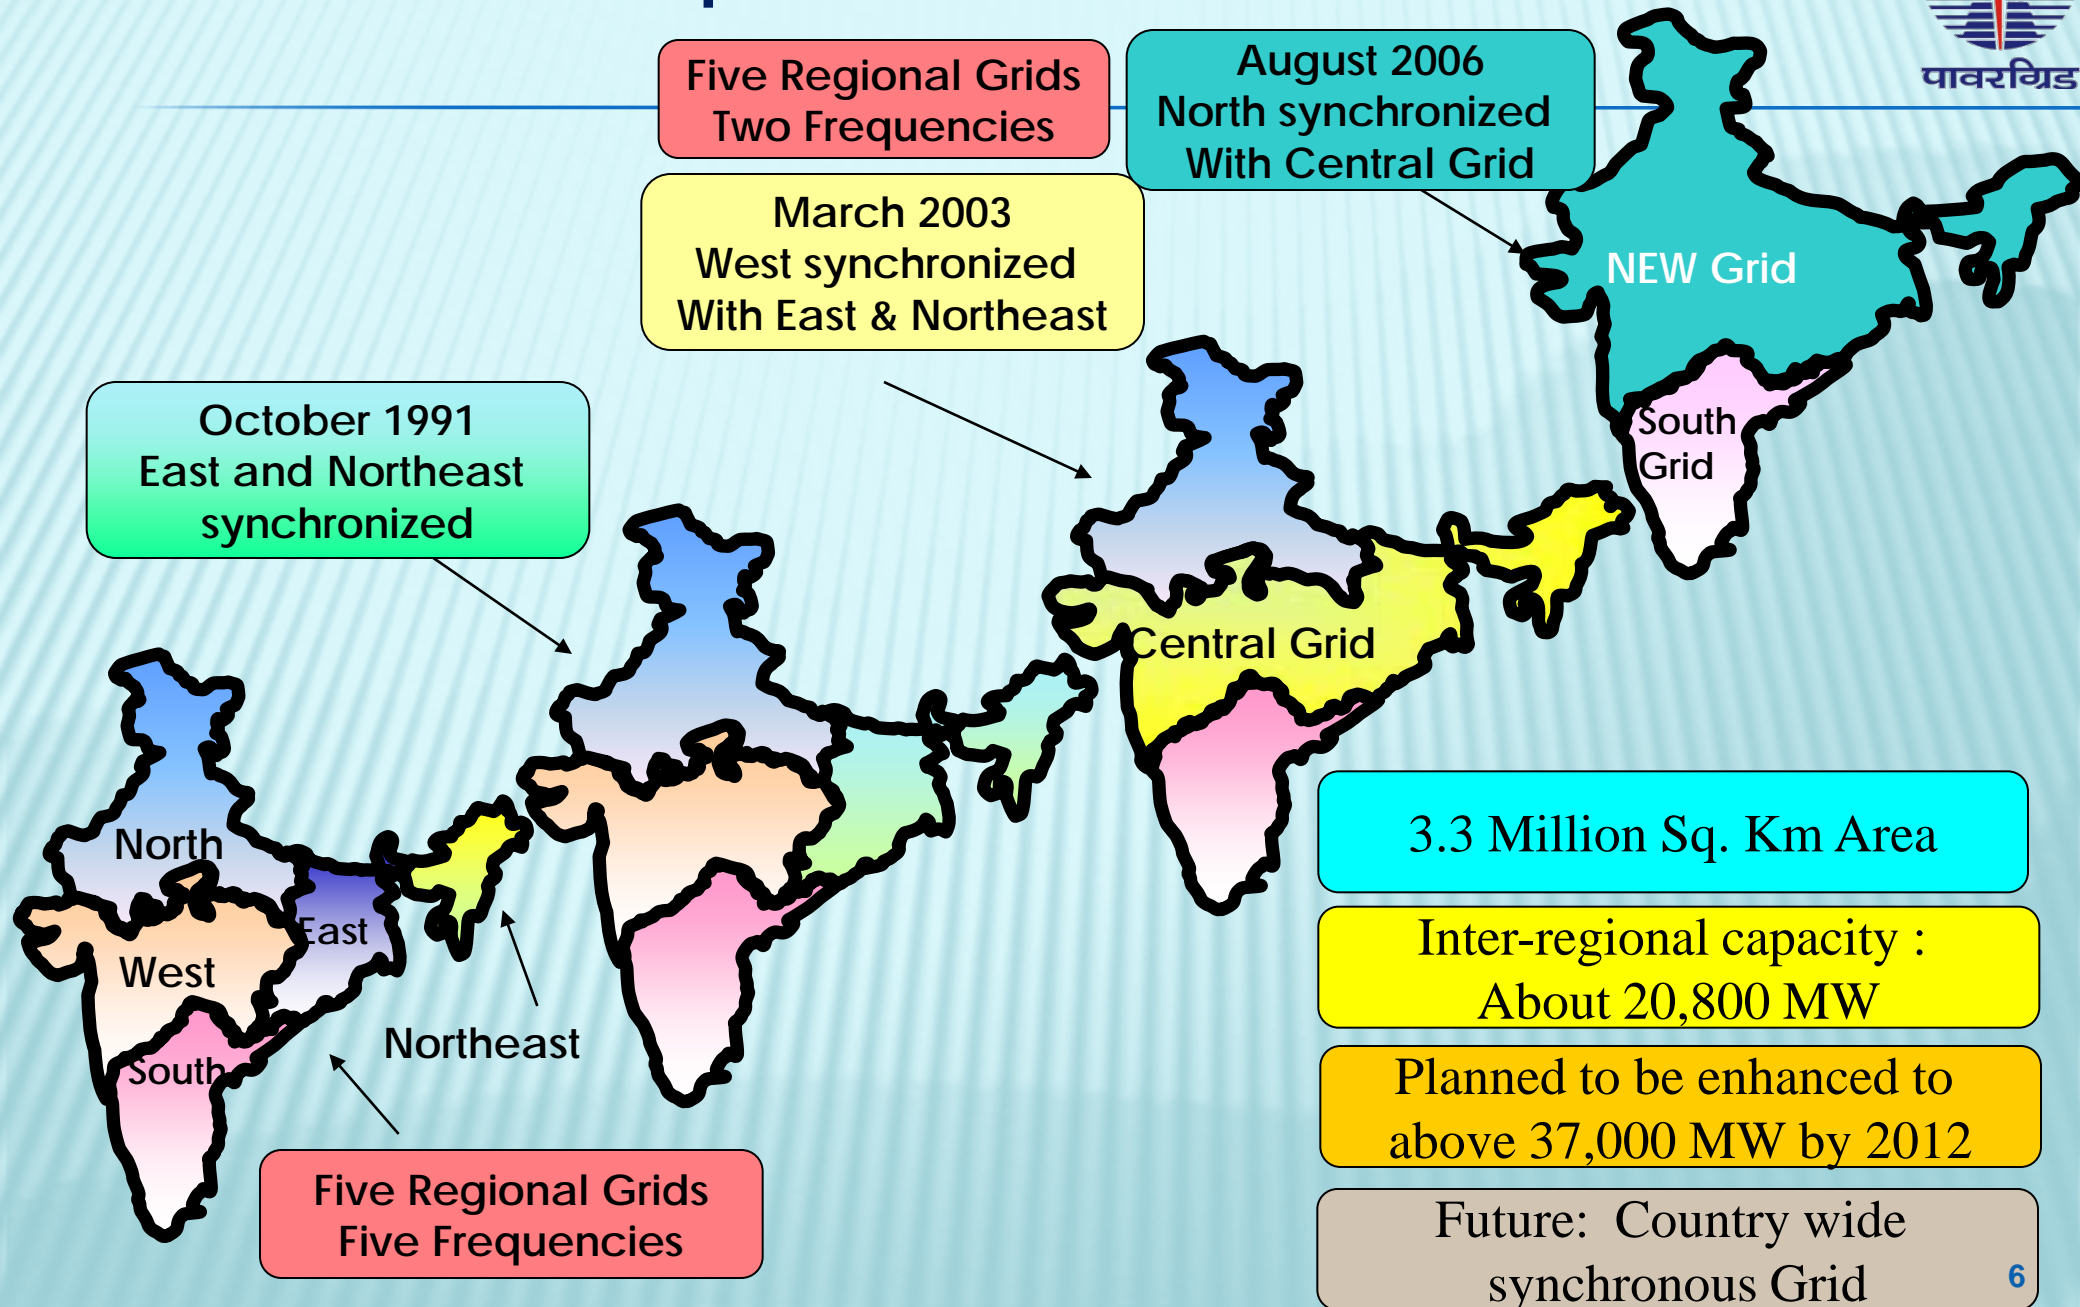 पावरग्रिड
Five Regional Grids
Two Frequencies
August 2006
North synchronized
With Central Grid
March 2003
West synchronized
With East & Northeast
NEW Grid
October 1991
East and Northeast
synchronized
South
Grid
Central Grid
North
East
West
South
Northeast
Five Regional Grids
Five Frequencies
3.3 Million Sq. Km Area
Inter-regional capacity :
About 20,800 MW
Planned to be enhanced to
above 37,000 MW by 2012
Future: Country wide
synchronous Grid
6